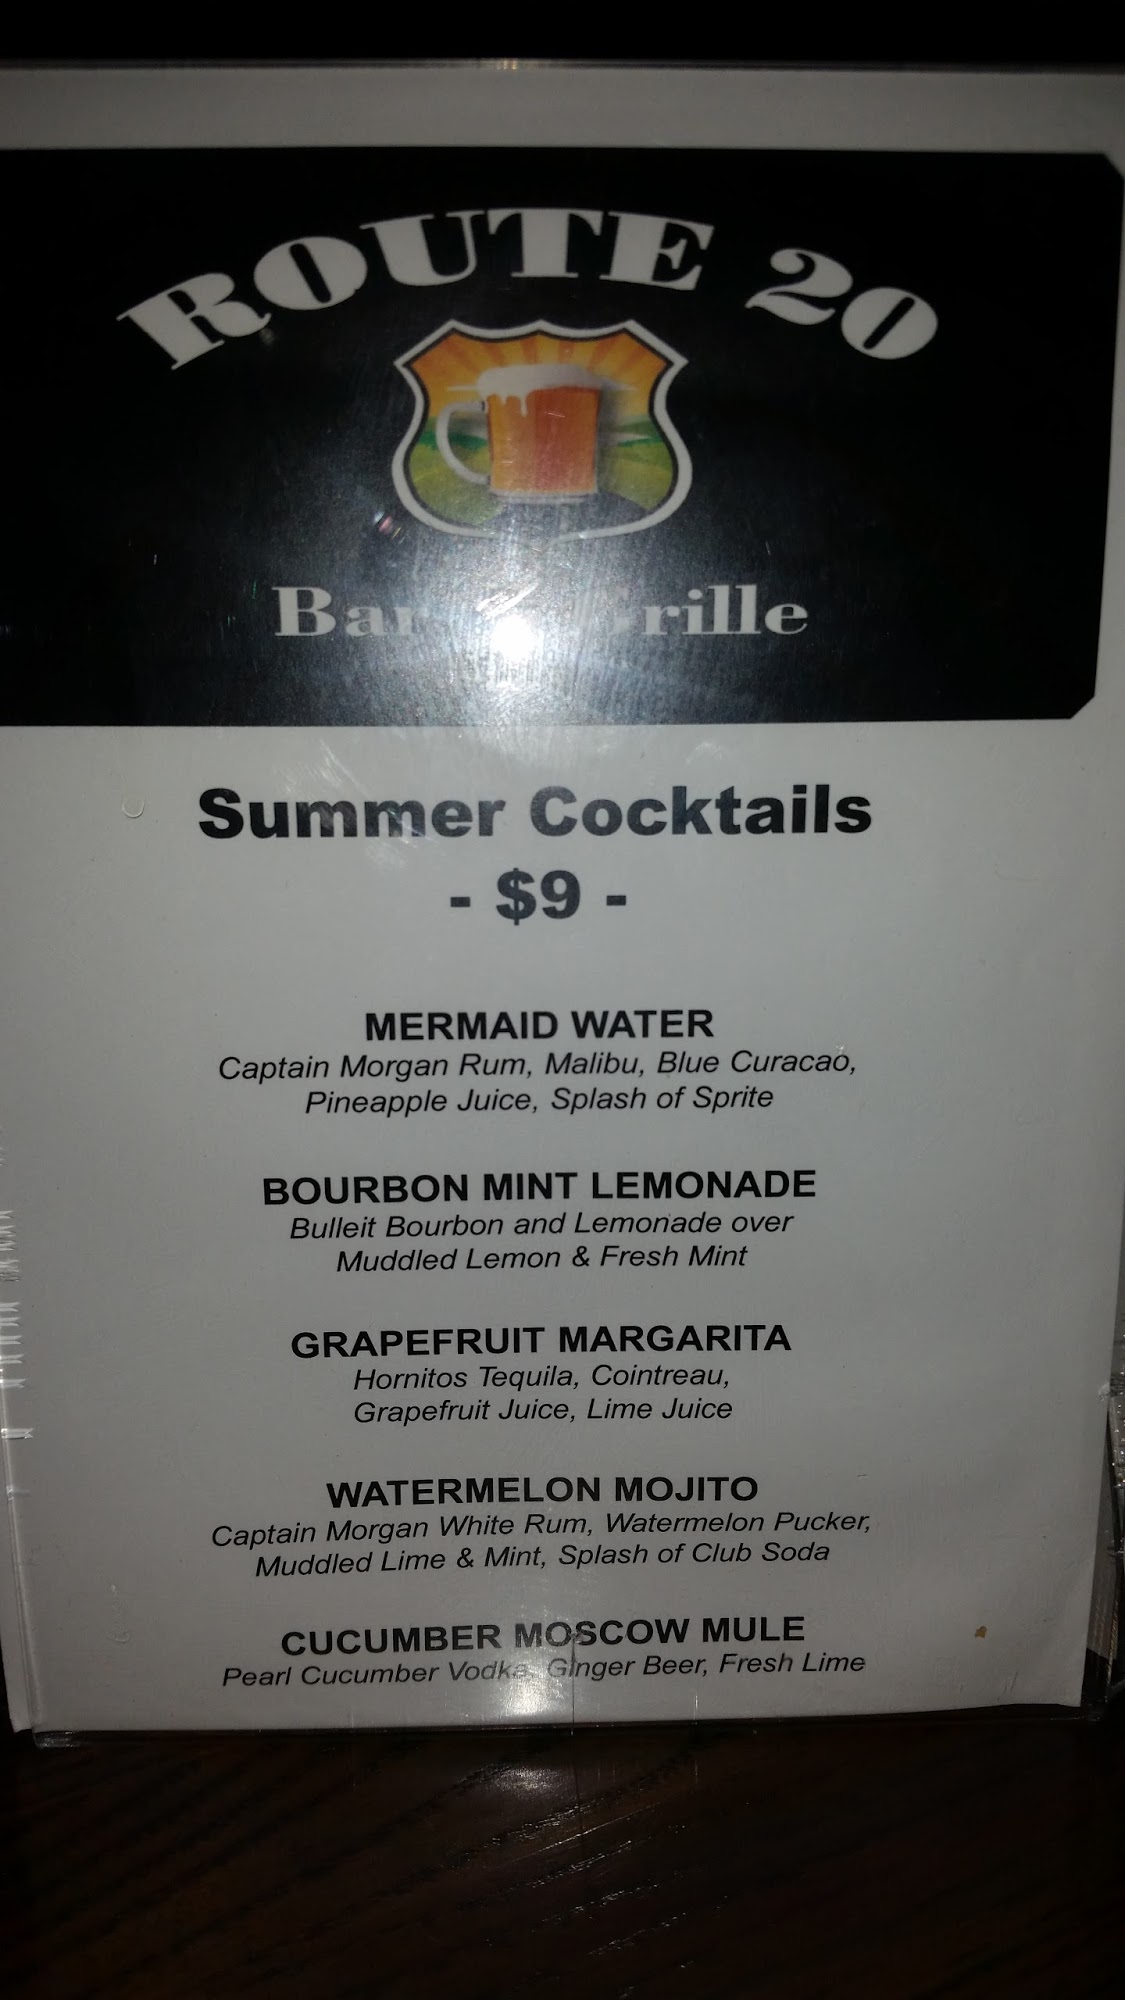 ROUTE 20
Bar Grille
Summer Cocktails
- $9 -
MERMAID WATER
Captain Morgan Rum, Malibu, Blue Curacao,
Pineapple Juice, Splash of Sprite
BOURBON MINT LEMONADE
Bulleit Bourbon and Lemonade over
Muddled Lemon & Fresh Mint
GRAPEFRUIT MARGARITA
Hornitos Tequila, Cointreau,
Grapefruit Juice, Lime Juice
WATERMELON MOJITO
Captain Morgan White Rum, Watermelon Pucker,
Muddled Lime & Mint, Splash of Club Soda
CUCUMBER MOSCOW MULE
Pearl Cucumber Vodka, Ginger Beer, Fresh Lime